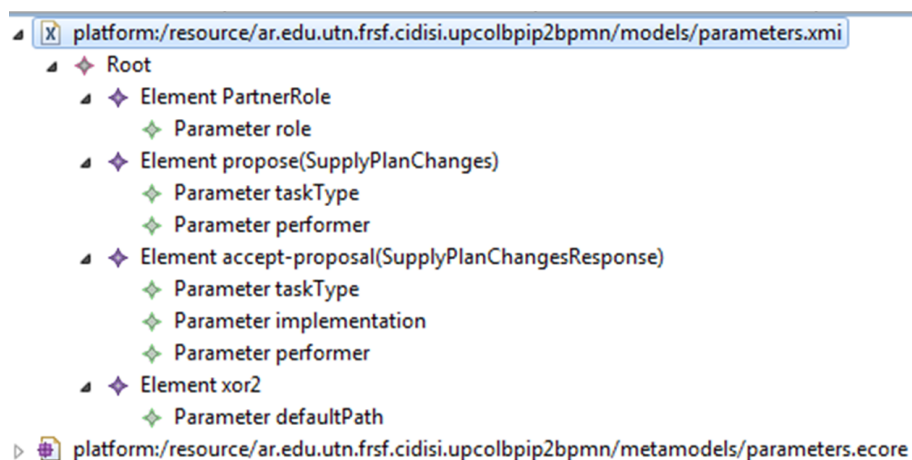 platform:/resource/ar.edu.utn.frsf.cidisi.upcolbpip2bpmn/models/parameters.xmi
Root
Element PartnerRole
Parameter role
Element propose(SupplyPlanChanges)
Parameter taskType
Parameter performer
Element accept-proposal(SupplyPlanChangesResponse)
Parameter taskType
Parameter implementation
Parameter performer
Element xor2
Parameter defaultPath
platform:/resource/ar.edu.utn.frsf.cidisi.upcolbpip2bpmn/metamodels/parameters.ecore